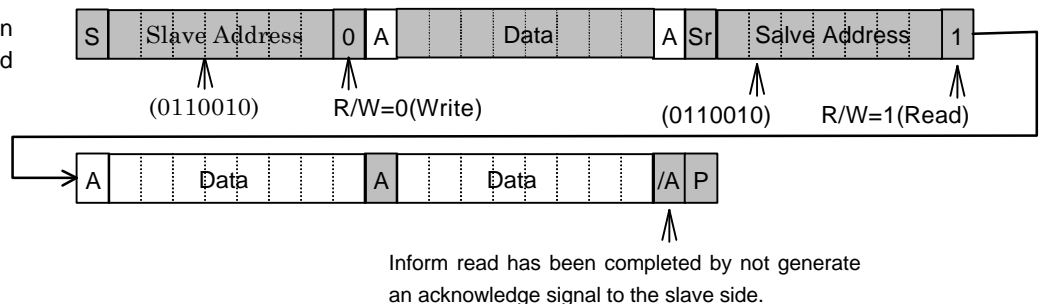 n
d
S Slave Address 0 A Data A Sr Salve Address 1
(0110010) R/W=0(Write) (0110010) R/W=1(Read)
A Data A Data /A P
Inform read has been completed by not generate
an acknowledge signal to the slave side.